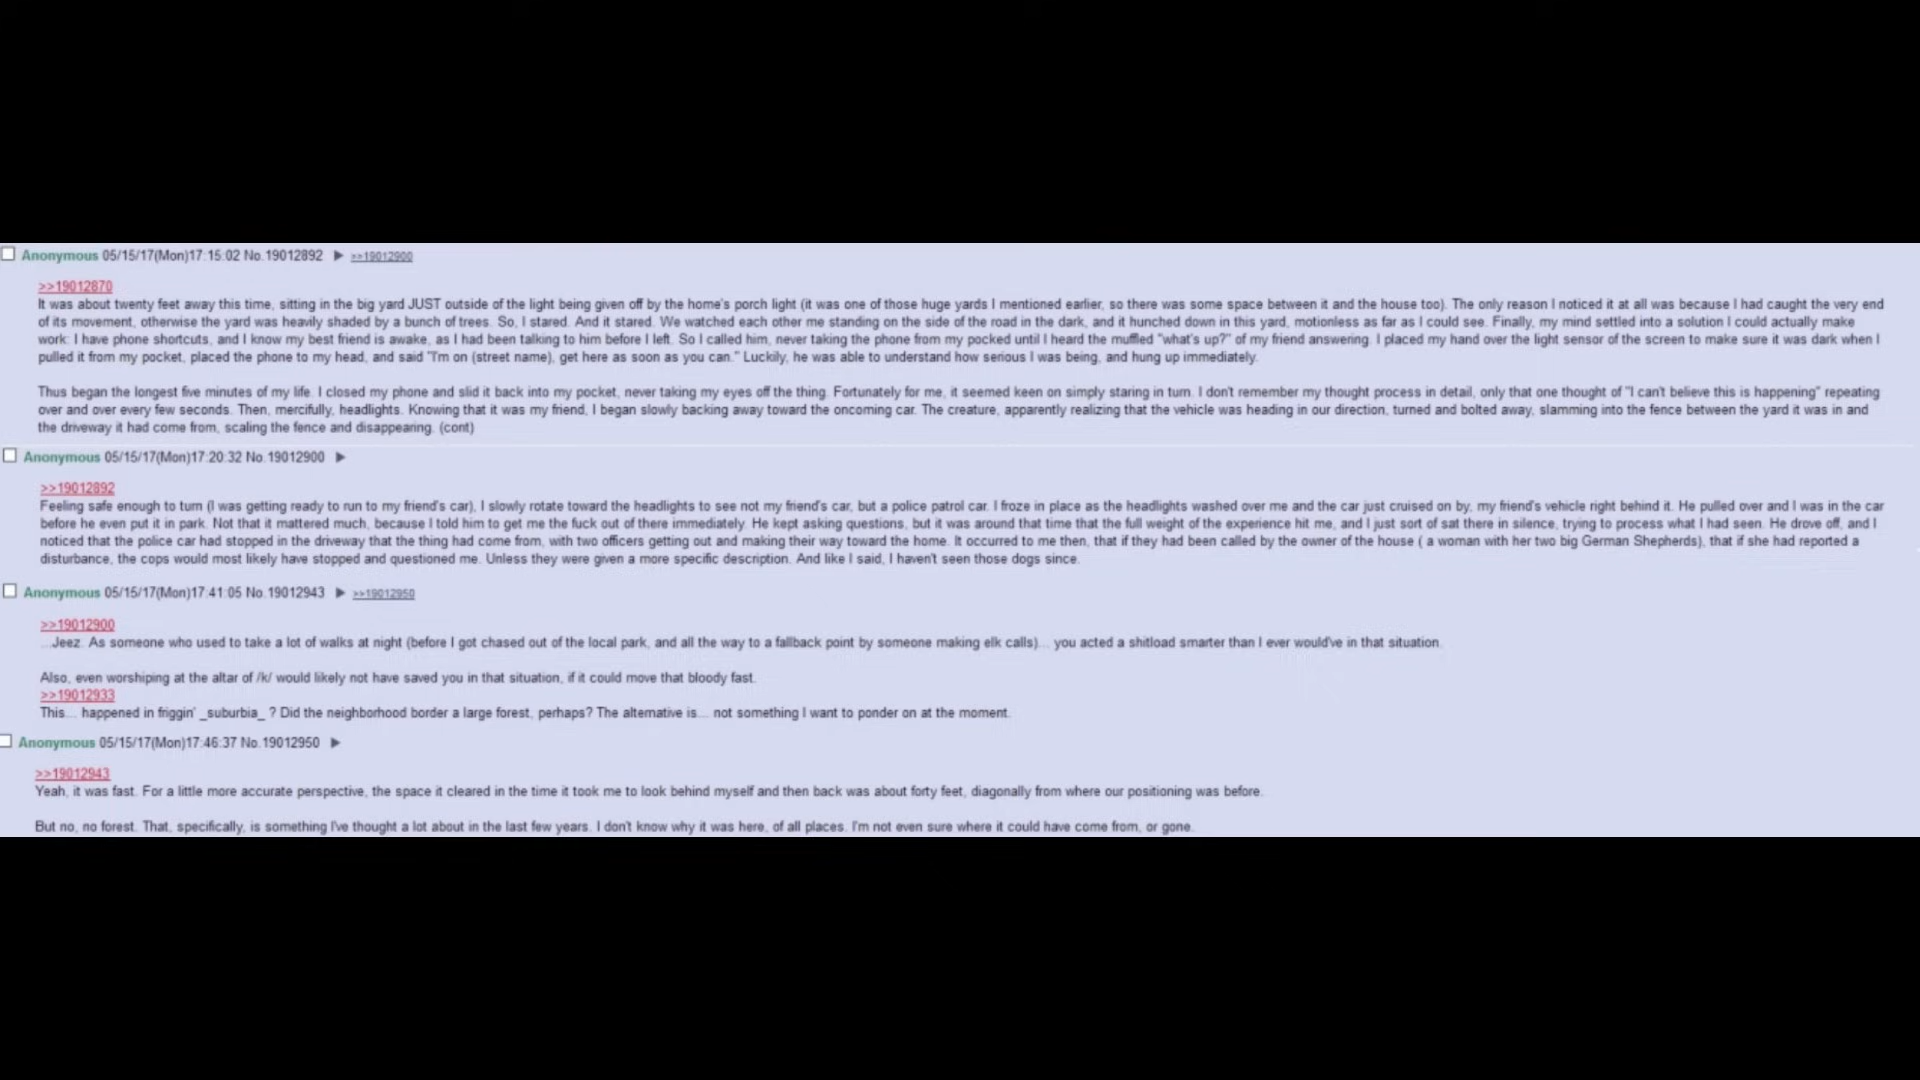 Anonymous 05/15/17(Mon)17:15:02 No.19012892 ▶ >>19012900
>>19012870
It was about twenty feet away this time, sitting in the big yard JUST outside of the light being given off by the home's porch light (it was one of those huge yards I mentioned earlier, so there was some space between it and the house too). The only reason I noticed it at all was because I had caught the very end
of its movement, otherwise the yard was heavily shaded by a bunch of trees. So, I stared. And it stared. We watched each other me standing on the side of the road in the dark, and it hunched down in this yard, motionless as far as I could see. Finally, my mind settled into a solution I could actually make
work: I have phone shortcuts, and I know my best friend is awake, as I had been talking to him before I left. So I called him, never taking the phone from my pocked until I heard the muffled "what's up?" of my friend answering. I placed my hand over the light sensor of the screen to make sure it was dark when I
pulled it from my pocket, placed the phone to my head, and said "I'm on (street name), get here as soon as you can." Luckily, he was able to understand how serious I was being, and hung up immediately.
Thus began the longest five minutes of my life. I closed my phone and slid it back into my pocket, never taking my eyes off the thing. Fortunately for me, it seemed keen on simply staring in turn. I don't remember my thought process in detail, only that one thought of "I can't believe this is happening" repeating
over and over every few seconds. Then, mercifully, headlights. Knowing that it was my friend, I began slowly backing away toward the oncoming car. The creature, apparently realizing that the vehicle was heading in our direction, turned and bolted away, slamming into the fence between the yard it was in and
the driveway it had come from, scaling the fence and disappearing. (cont)
Anonymous 05/15/17(Mon)17:20:32 No.19012900 ▶
>>19012892
Feeling safe enough to turn (I was getting ready to run to my friend's car), I slowly rotate toward the headlights to see not my friend's car, but a police patrol car. I froze in place as the headlights washed over me and the car just cruised on by, my friend's vehicle right behind it. He pulled over and I was in the car
before he even put it in park. Not that it mattered much, because I told him to get me the fuck out of there immediately. He kept asking questions, but it was around that time that the full weight of the experience hit me, and I just sort of sat there in silence, trying to process what I had seen. He drove off, and I
noticed that the police car had stopped in the driveway that the thing had come from, with two officers getting out and making their way toward the home. It occurred to me then, that if they had been called by the owner of the house ( a woman with her two big German Shepherds), that if she had reported a
disturbance, the cops would most likely have stopped and questioned me. Unless they were given a more specific description. And like I said, I haven't seen those dogs since.
Anonymous 05/15/17(Mon)17:41:05 No.19012943 ▶ >>19012950
>>19012900
...Jeez. As someone who used to take a lot of walks at night (before I got chased out of the local park, and all the way to a fallback point by someone making elk calls)... you acted a shitload smarter than I ever would've in that situation.
Also, even worshiping at the altar of /k/ would likely not have saved you in that situation, if it could move that bloody fast.
>>19012933
This... happened in friggin' _suburbia_ ? Did the neighborhood border a large forest, perhaps? The alternative is... not something I want to ponder on at the moment.
Anonymous 05/15/17(Mon)17:46:37 No.19012950 ▶
>>19012943
Yeah, it was fast. For a little more accurate perspective, the space it cleared in the time it took me to look behind myself and then back was about forty feet, diagonally from where our positioning was before.
But no, no forest. That, specifically, is something I've thought a lot about in the last few years. I don't know why it was here, of all places. I'm not even sure where it could have come from, or gone.